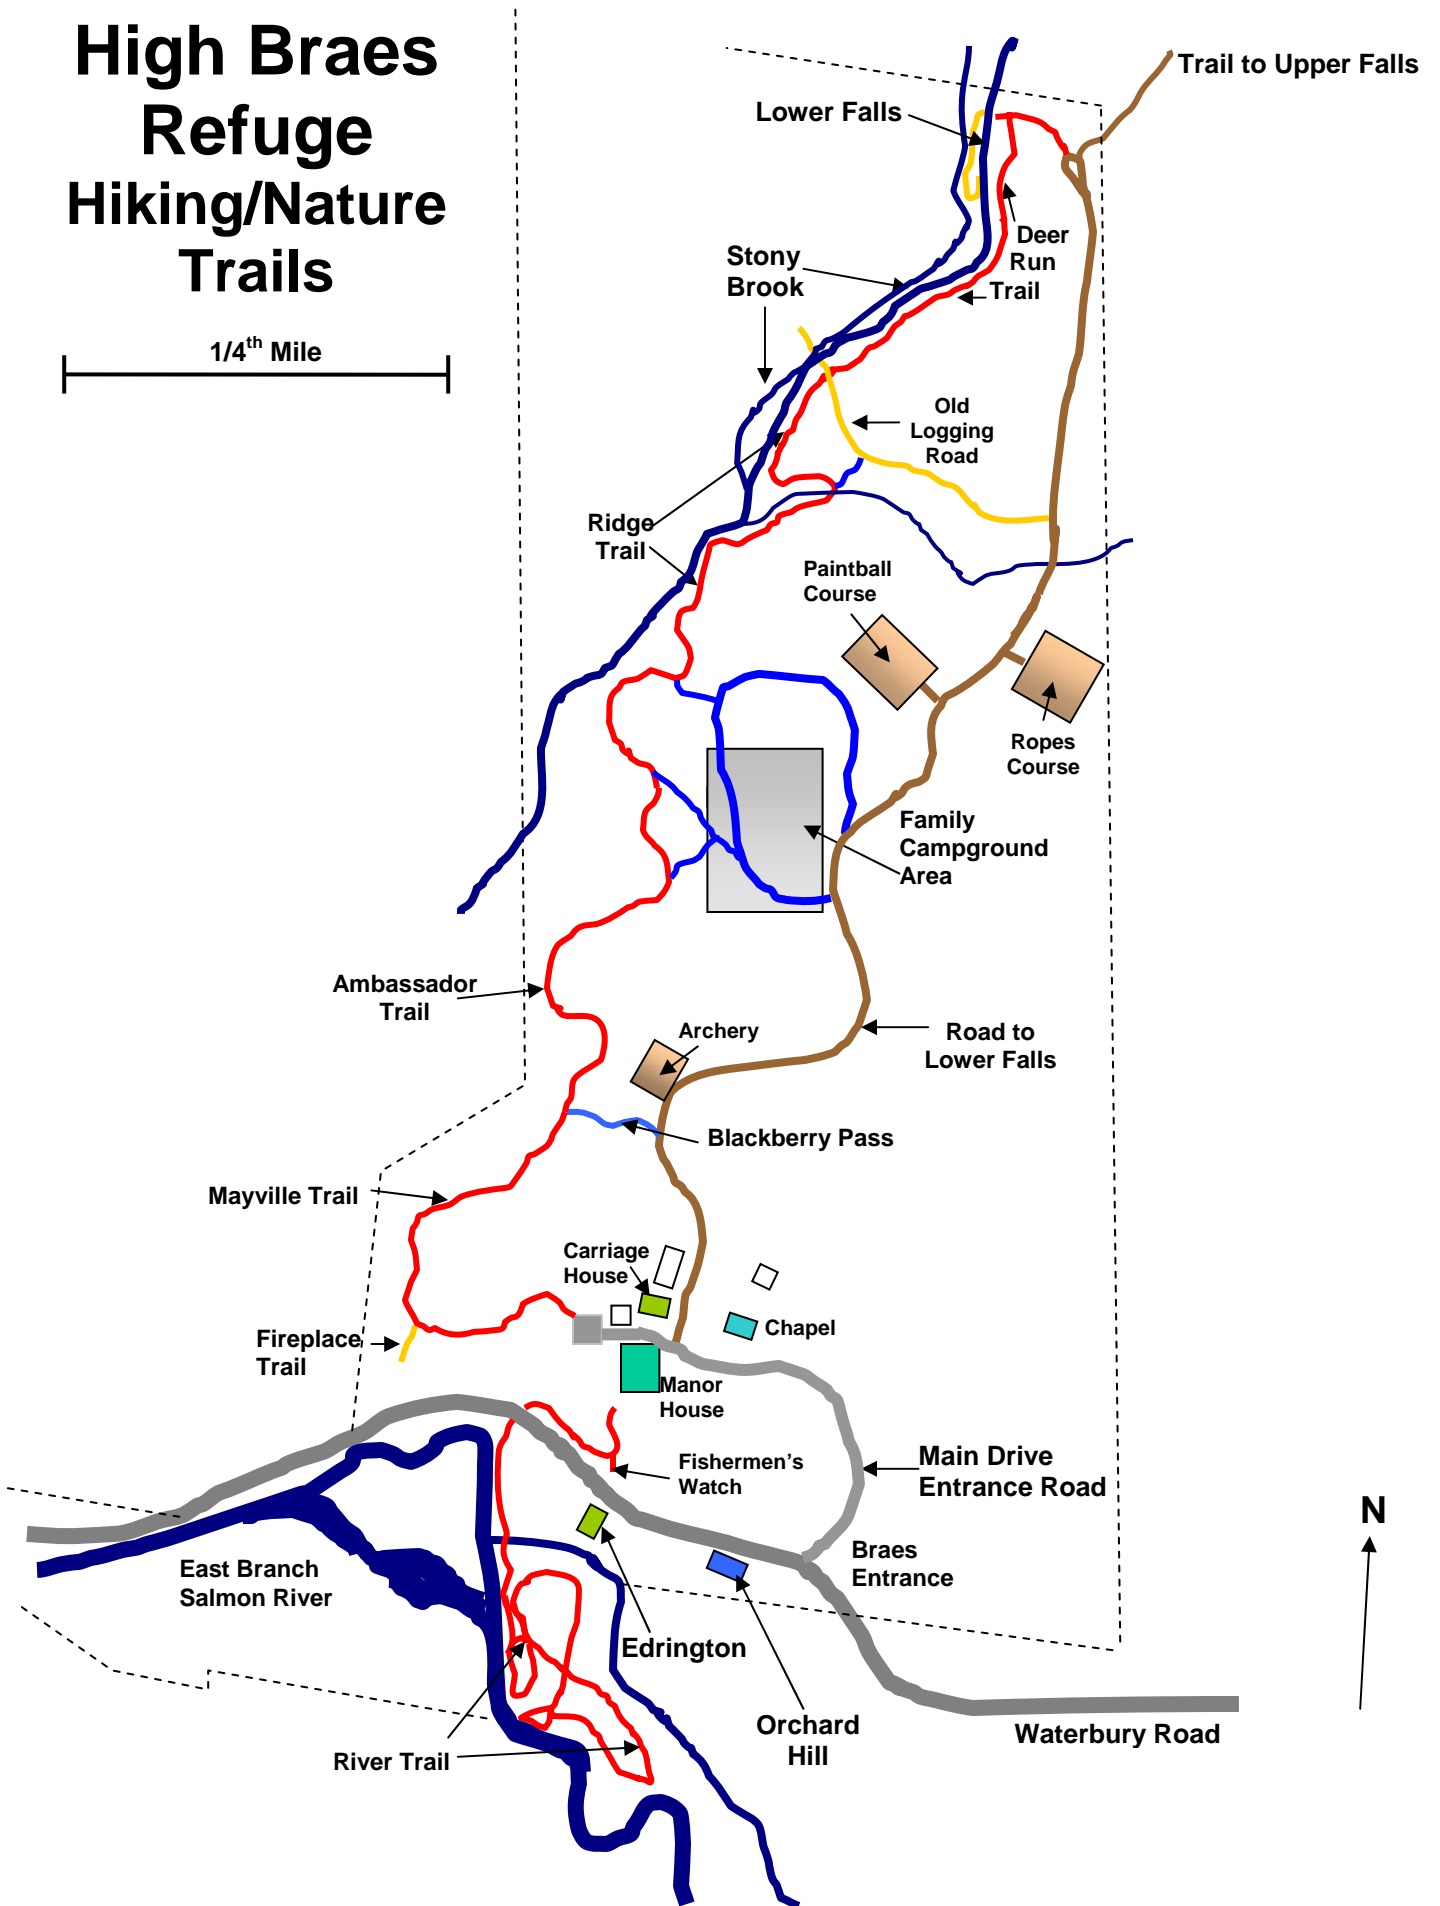 High Braes
Refuge
Hiking/Nature
Trails
1/4th Mile
Trail to Upper Falls
Lower Falls
Deer
Run
Trail
Stony
Brook
Old
Logging
Road
Ridge
Trail
Paintball
Course
Ropes
Course
Family
Campground
Area
Ambassador
Trail
Archery
Road to
Lower Falls
Blackberry Pass
Mayville Trail
Carriage
House
Chapel
Fireplace
Trail
Manor
House
Fishermen's
Watch
Main Drive
Entrance Road
N
Braes
Entrance
East Branch
Salmon River
Edrington
Orchard
Hill
Waterbury Road
River Trail